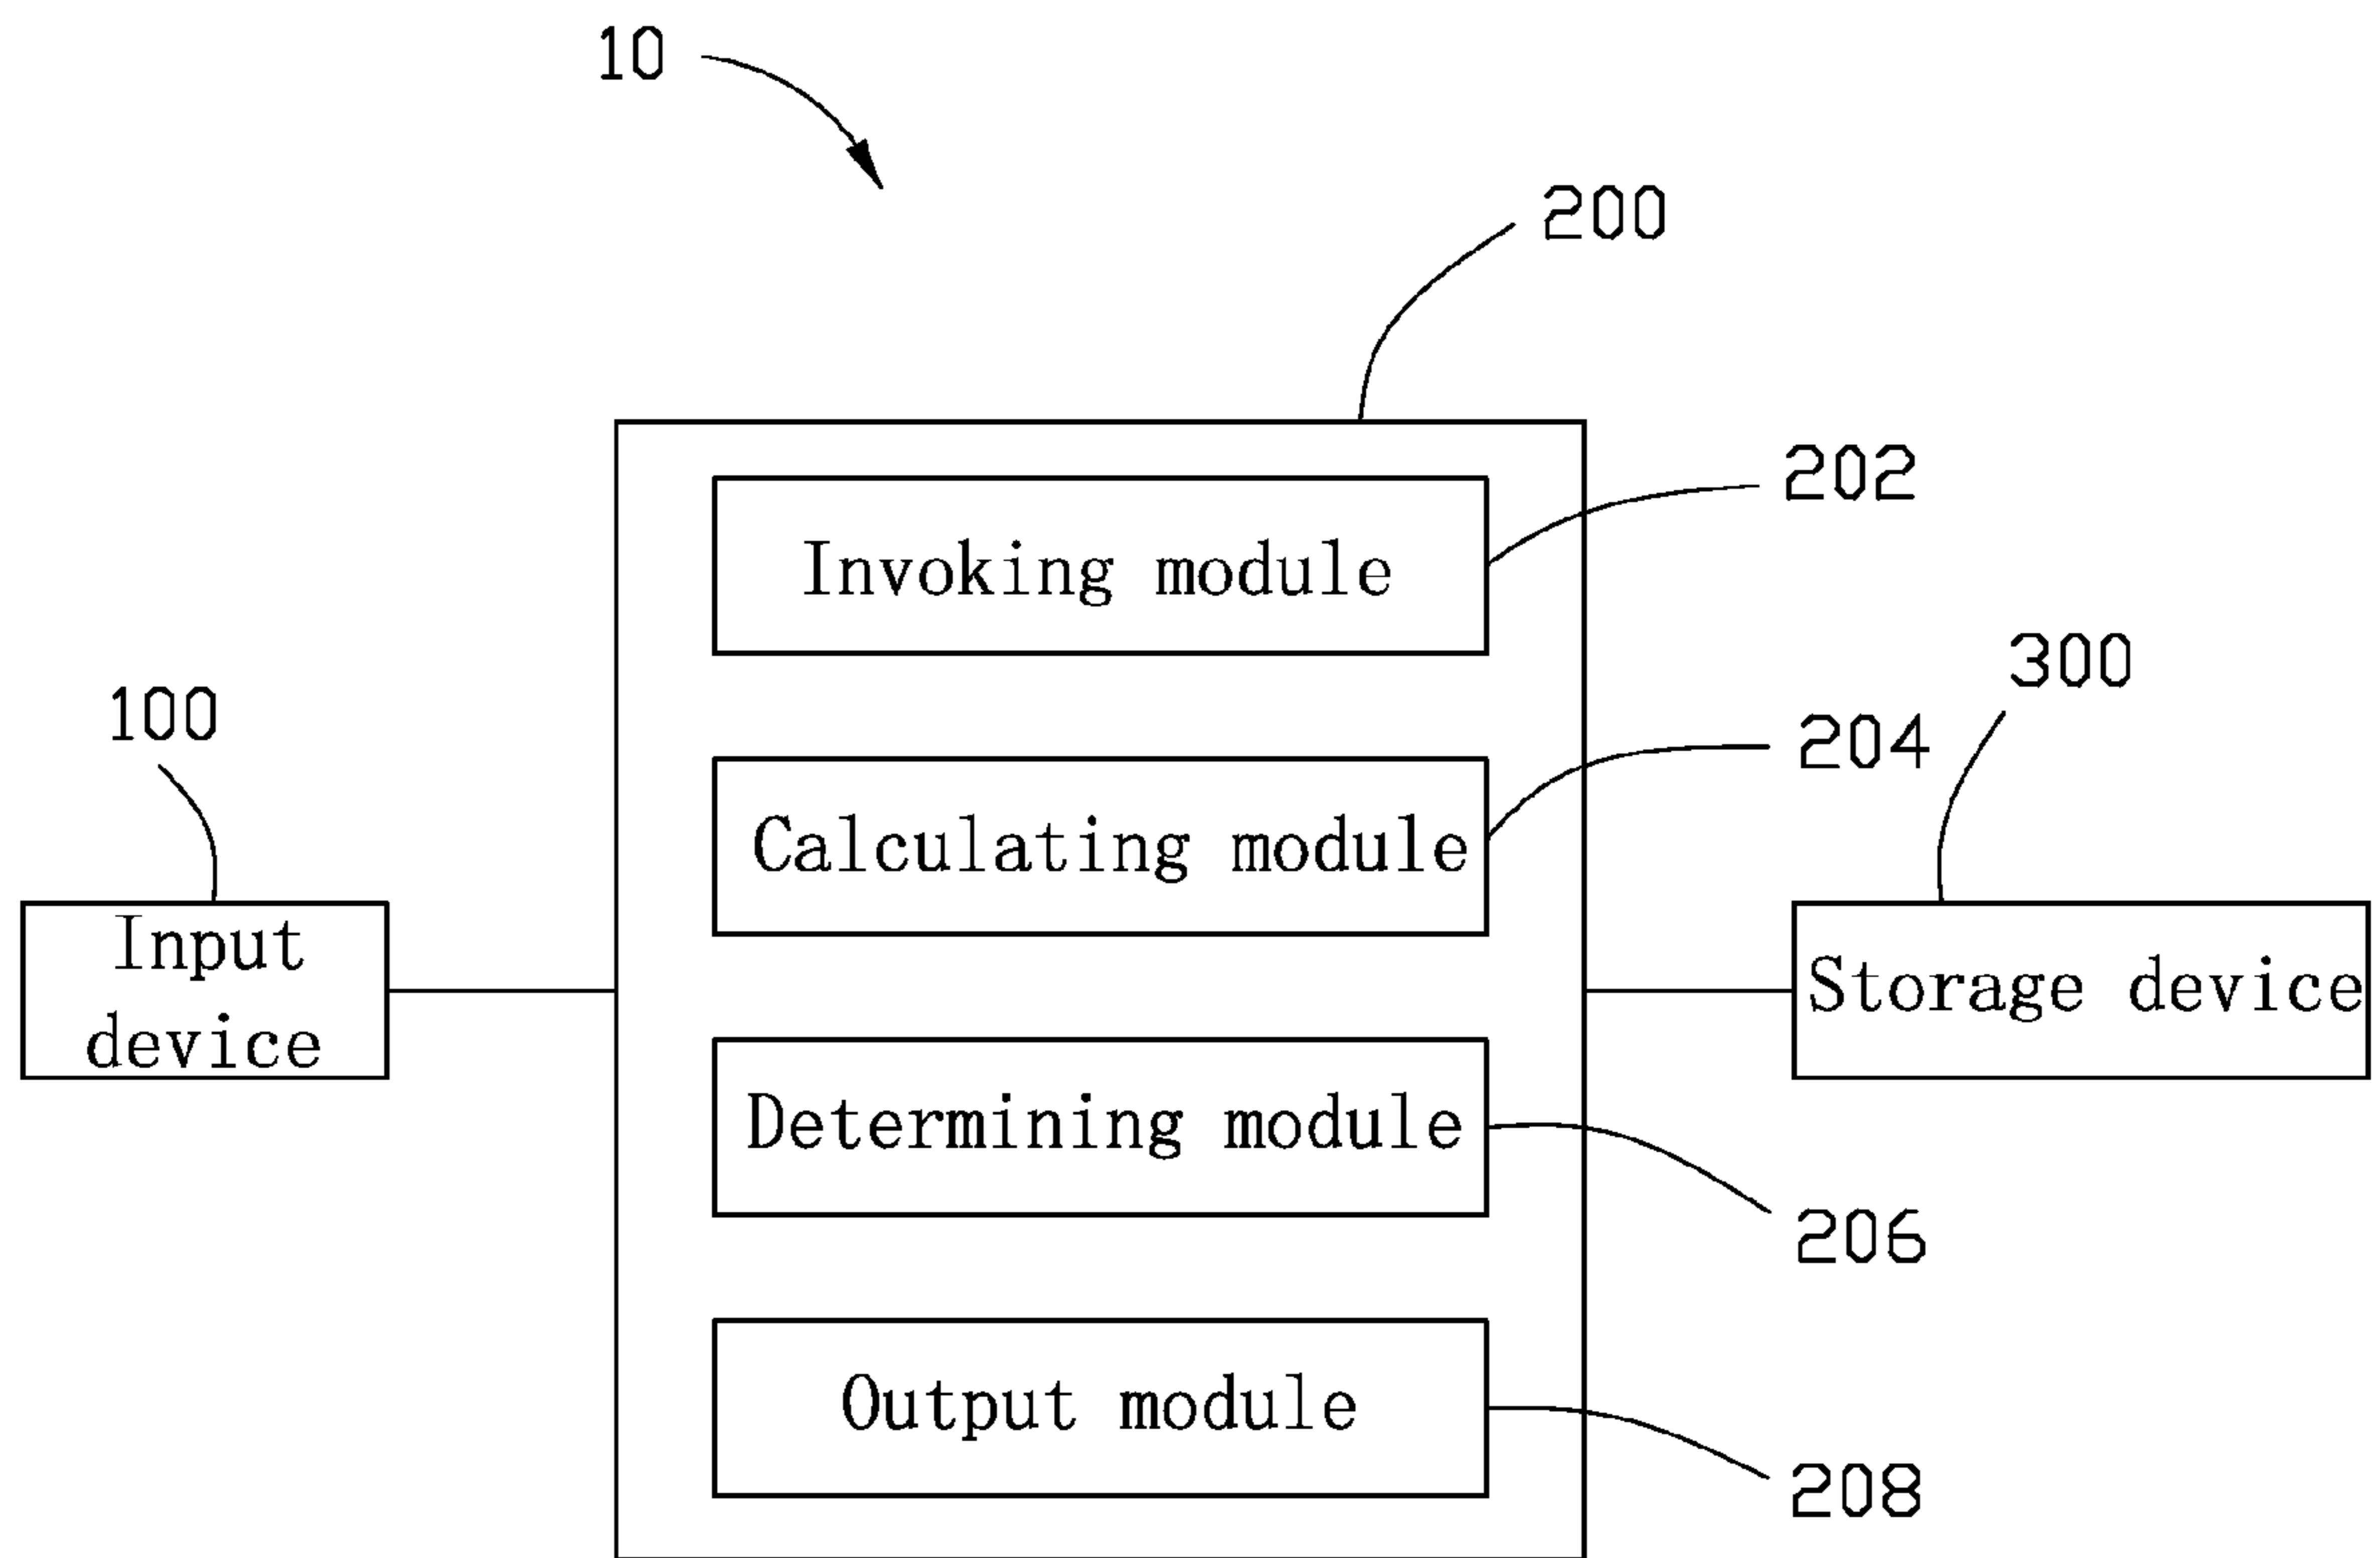 10
200
202
Invoking module
300
100
204
Calculating module
Input
device
Storage device
Determining module
206
Output module
208